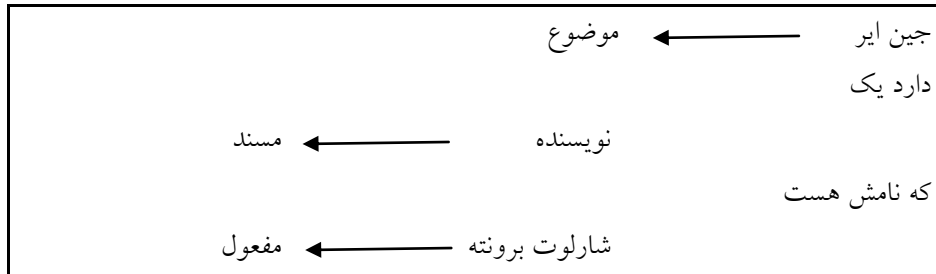 جین ایر موضوع
دارد یک
نویسنده مسند
که نامش هست
شارلوت برونته مفعول